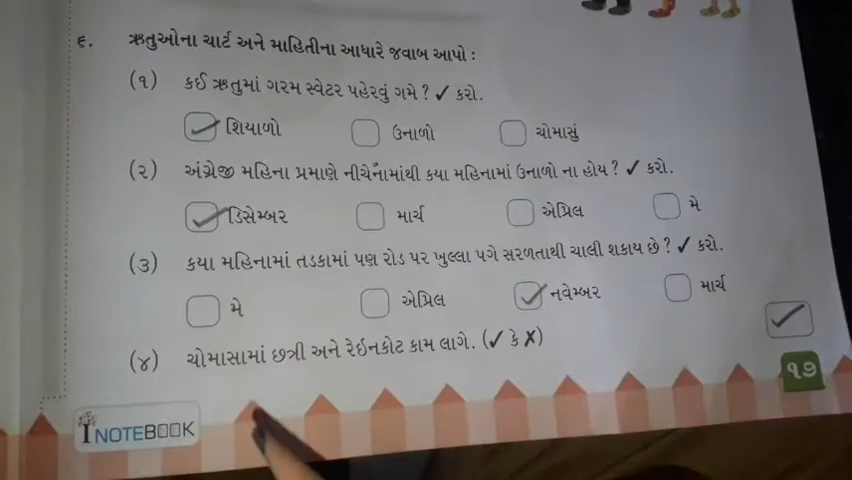 ૬. ઋતુઓના ચાર્ટ અને માહિતીના આધારે જવાબ આપો :
(૧) કઈ ઋતુમાં ગરમ સ્વેટર પહેરવું ગમે? ✓ કરો.
શિયાળો ઉનાળો ચોમાસું
(૨) અંગ્રેજી મહિના પ્રમાણે નીચેનામાંથી કયા મહિનામાં ઉનાળો ના હોય? ✓ કરો.
ડિસેમ્બર માર્ચ એપ્રિલ મે
(૩) કયા મહિનામાં તડકામાં પણ રોડ પર ખુલ્લા પગે સરળતાથી ચાલી શકાય છે? ✓ કરો.
મે એપ્રિલ નવેમ્બર માર્ચ
(૪) ચોમાસામાં છત્રી અને રેઇનકોટ કામ લાગે. (✓ કે ✗)
૧૭
INOTEBOOK